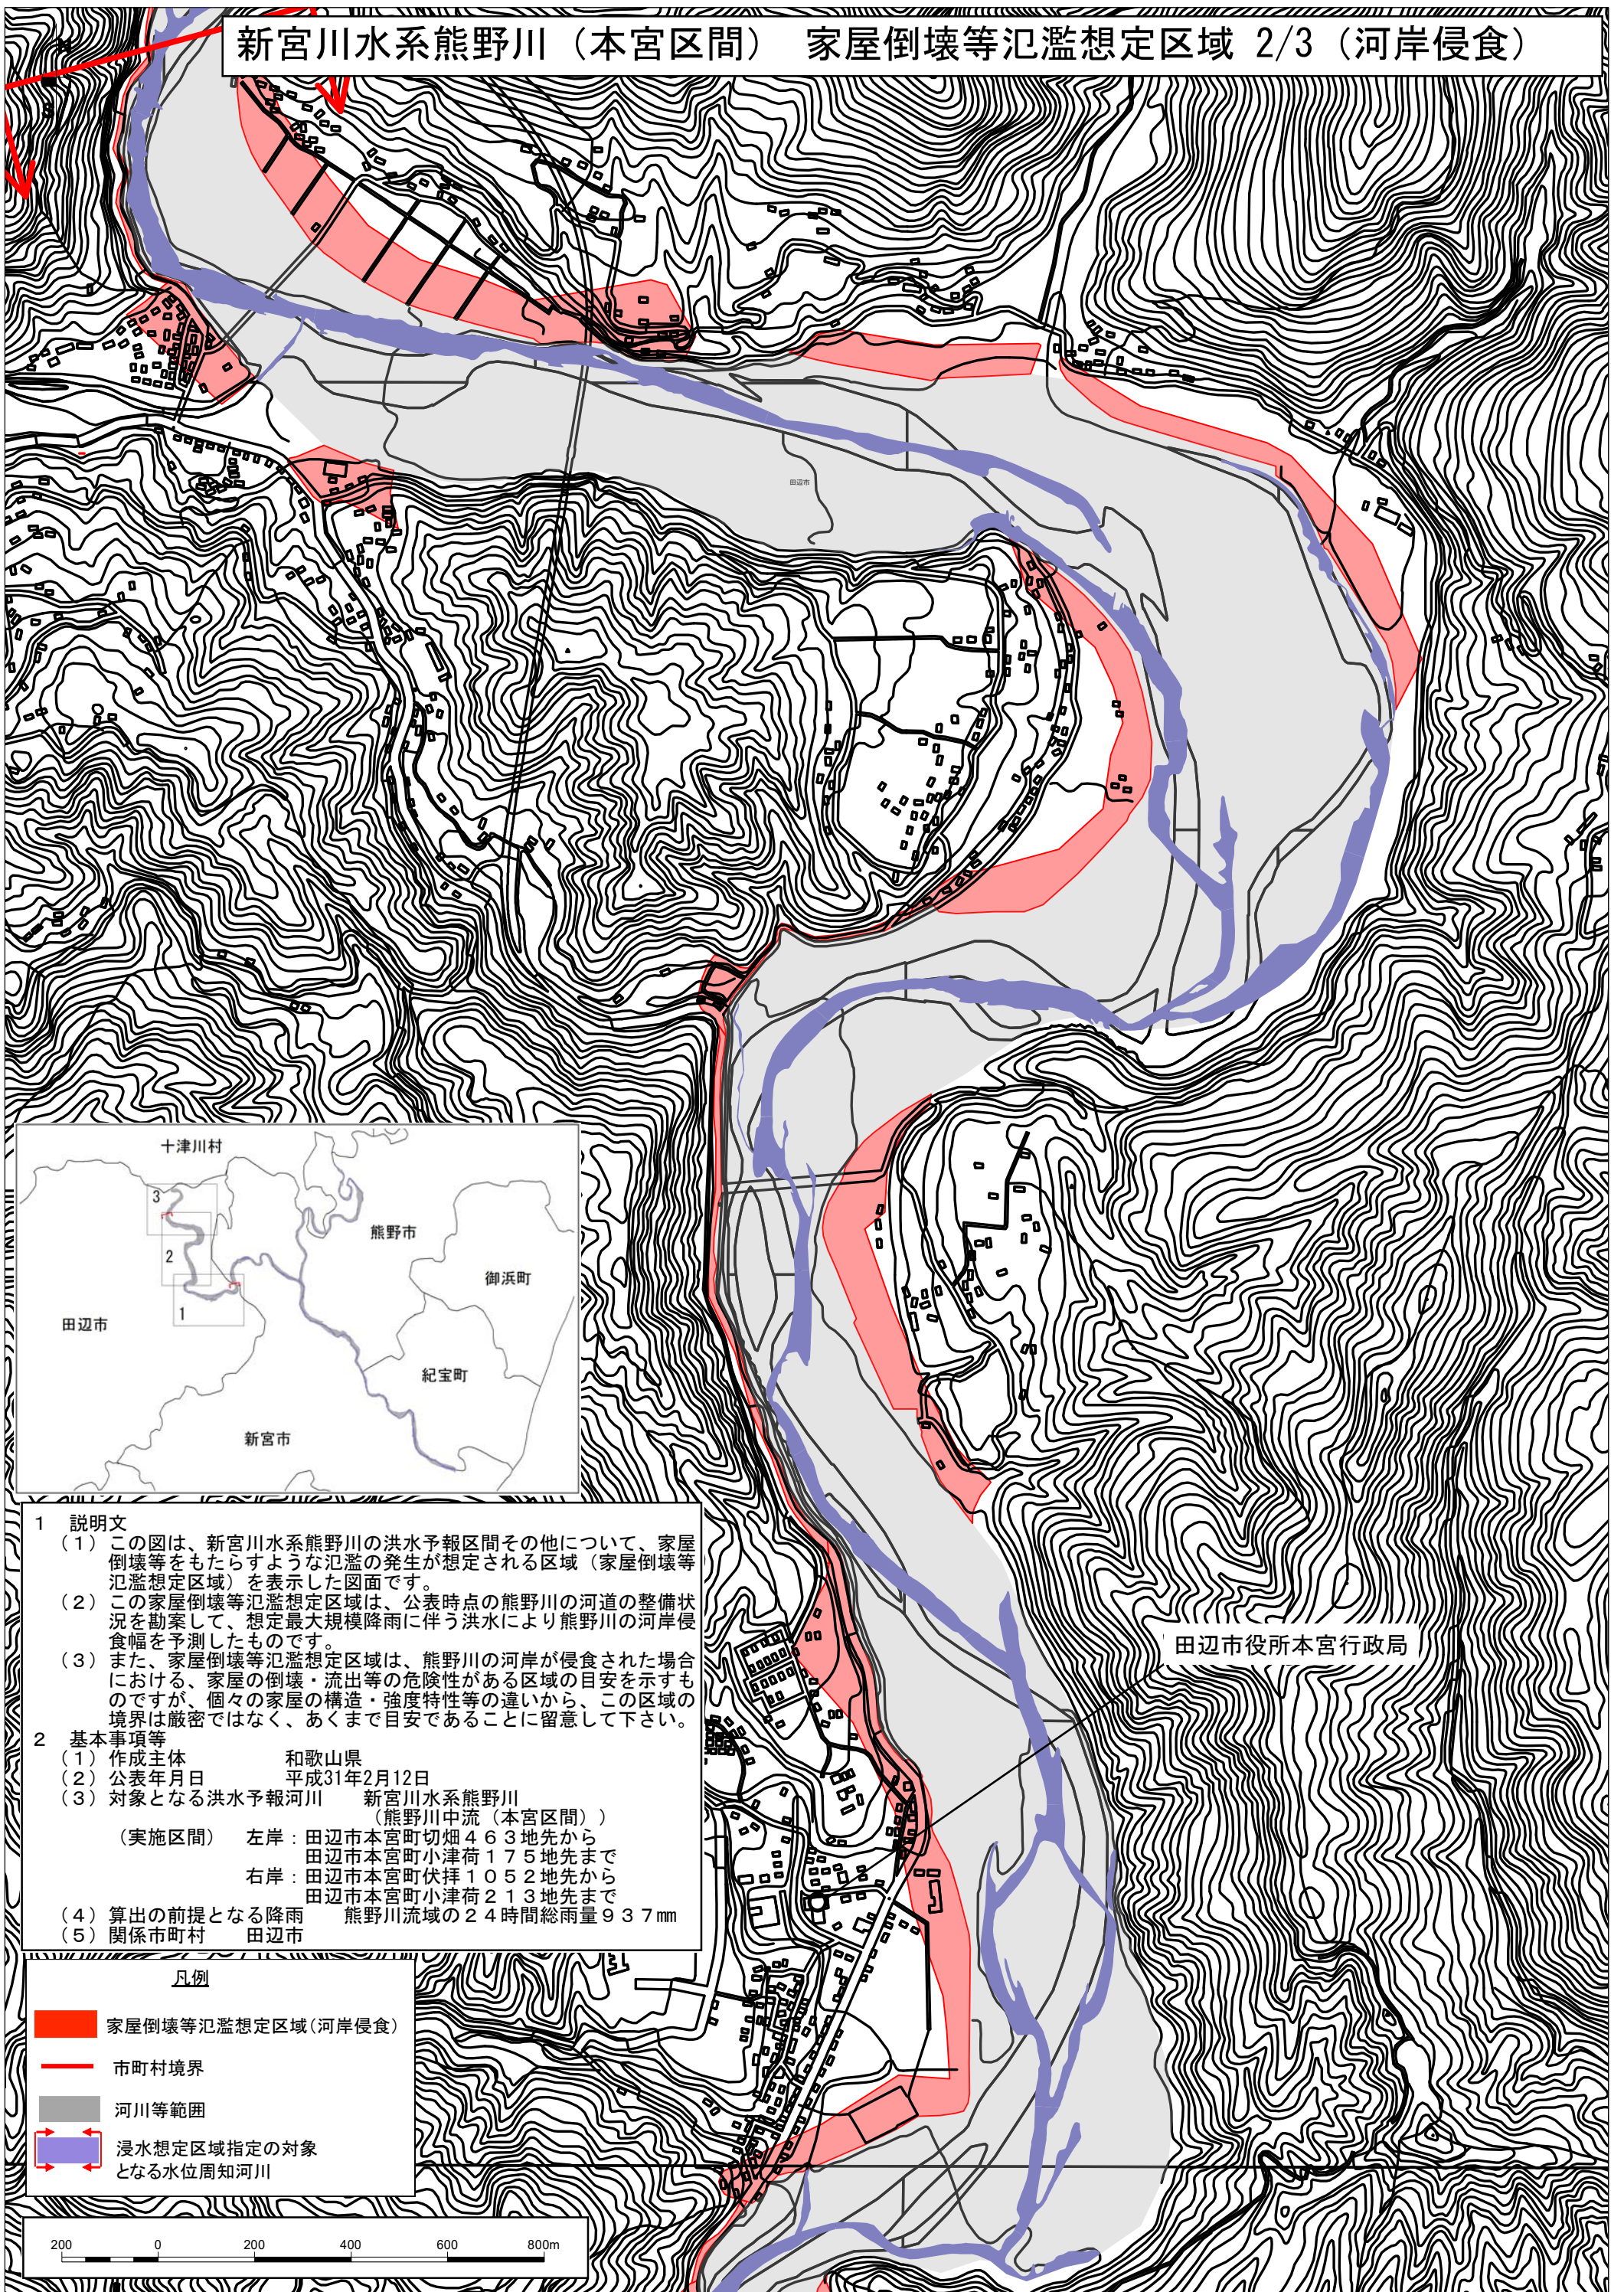 新宮川水系熊野川（本宮区間）　家屋倒壊等氾濫想定区域 2/3（河岸侵食）
N
S
田辺市
十津川村
3
熊野市
2
御浜町
1
田辺市
紀宝町
新宮市
1　説明文
（1）この図は、新宮川水系熊野川の洪水予報区間その他について、家屋
倒壊等をもたらすような氾濫の発生が想定される区域（家屋倒壊等
氾濫想定区域）を表示した図面です。
（2）この家屋倒壊等氾濫想定区域は、公表時点の熊野川の河道の整備状
況を勘案して、想定最大規模降雨に伴う洪水により熊野川の河岸侵
食幅を予測したものです。
（3）また、家屋倒壊等氾濫想定区域は、熊野川の河岸が侵食された場合
における、家屋の倒壊・流出等の危険性がある区域の目安を示すも
のですが、個々の家屋の構造・強度特性等の違いから、この区域の
境界は厳密ではなく、あくまで目安であることに留意して下さい。
2　基本事項等
（1）作成主体　　　　　和歌山県
（2）公表年月日　　　　平成31年2月12日
（3）対象となる洪水予報河川　　新宮川水系熊野川
（熊野川中流（本宮区間））
（実施区間）　左岸：田辺市本宮町切畑４６３地先から
田辺市本宮町小津荷１７５地先まで
右岸：田辺市本宮町伏拝１０５２地先から
田辺市本宮町小津荷２１３地先まで
（4）算出の前提となる降雨　　熊野川流域の２４時間総雨量９３７mm
（5）関係市町村　　田辺市
田辺市役所本宮行政局
凡例
家屋倒壊等氾濫想定区域(河岸侵食)
市町村境界
河川等範囲
浸水想定区域指定の対象
となる水位周知河川
200 0 200 400 600 800m